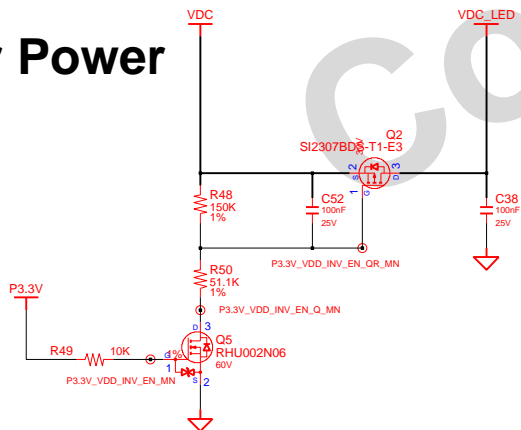 VDC
VDC_LED
Power
Co
Q2
SI2307BDS-T1-E3
2
3
S
D
G
1
R48
150K
1%
C52
100nF
25V
C38
100nF
25V
P3.3V_VDD_INV_EN_QR_MN
R50
51.1K
1%
P3.3V
P3.3V_VDD_INV_EN_Q_MN
D
3
Q5
RHU002N06
60V
R49
10K
1%
G
1
S
2
P3.3V_VDD_INV_EN_MN